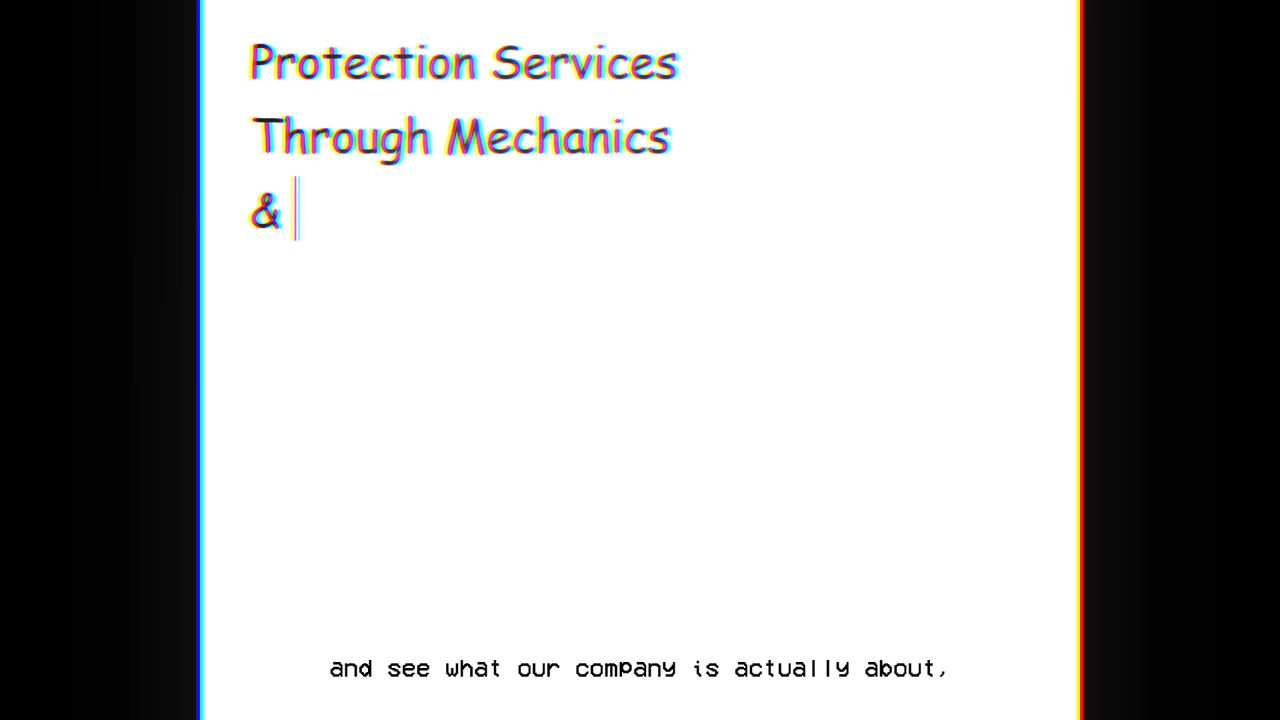 Protection Services
Through Mechanics
&
and see what our company is actually about,